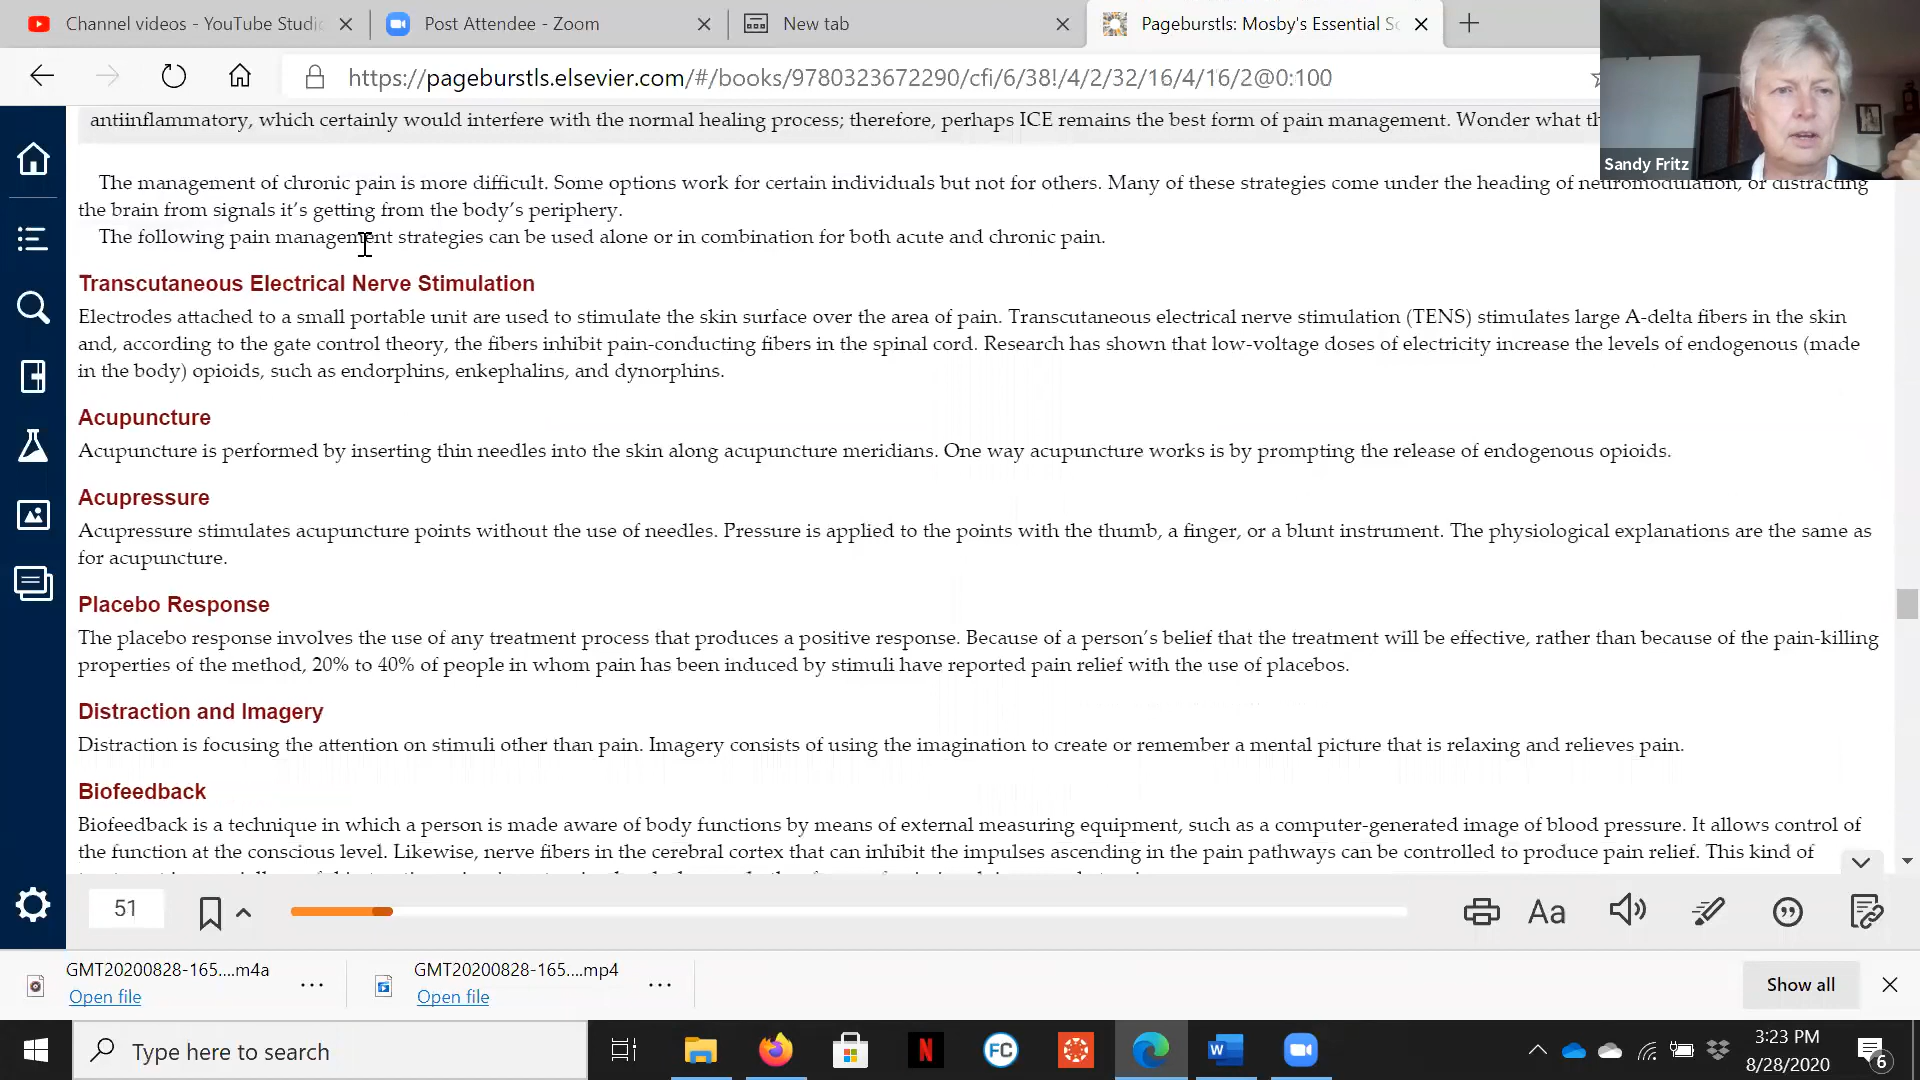 Channel videos - YouTube Studi
Post Attendee - Zoom
New tab
Pageburstls: Mosby's Essential Sc
https://pageburstls.elsevier.com/#/books/9780323672290/cfi/6/38!/4/2/32/16/4/16/2@0:100
antiinflammatory, which certainly would interfere with the normal healing process; therefore, perhaps ICE remains the best form of pain management. Wonder what th
Sandy Fritz
The management of chronic pain is more difficult. Some options work for certain individuals but not for others. Many of these strategies come under the heading of neuromodulation, or distracting
the brain from signals it's getting from the body's periphery.
The following pain management strategies can be used alone or in combination for both acute and chronic pain.
Transcutaneous Electrical Nerve Stimulation
Electrodes attached to a small portable unit are used to stimulate the skin surface over the area of pain. Transcutaneous electrical nerve stimulation (TENS) stimulates large A-delta fibers in the skin
and, according to the gate control theory, the fibers inhibit pain-conducting fibers in the spinal cord. Research has shown that low-voltage doses of electricity increase the levels of endogenous (made
in the body) opioids, such as endorphins, enkephalins, and dynorphins.
Acupuncture
Acupuncture is performed by inserting thin needles into the skin along acupuncture meridians. One way acupuncture works is by prompting the release of endogenous opioids.
Acupressure
Acupressure stimulates acupuncture points without the use of needles. Pressure is applied to the points with the thumb, a finger, or a blunt instrument. The physiological explanations are the same as
for acupuncture.
Placebo Response
The placebo response involves the use of any treatment process that produces a positive response. Because of a person's belief that the treatment will be effective, rather than because of the pain-killing
properties of the method, 20% to 40% of people in whom pain has been induced by stimuli have reported pain relief with the use of placebos.
Distraction and Imagery
Distraction is focusing the attention on stimuli other than pain. Imagery consists of using the imagination to create or remember a mental picture that is relaxing and relieves pain.
Biofeedback
Biofeedback is a technique in which a person is made aware of body functions by means of external measuring equipment, such as a computer-generated image of blood pressure. It allows control of
the function at the conscious level. Likewise, nerve fibers in the cerebral cortex that can inhibit the impulses ascending in the pain pathways can be controlled to produce pain relief. This kind of
51
Aa
GMT20200828-165....m4a
Open file
GMT20200828-165....mp4
Open file
Show all
Type here to search
N
FC
W
3:23 PM
8/28/2020
6